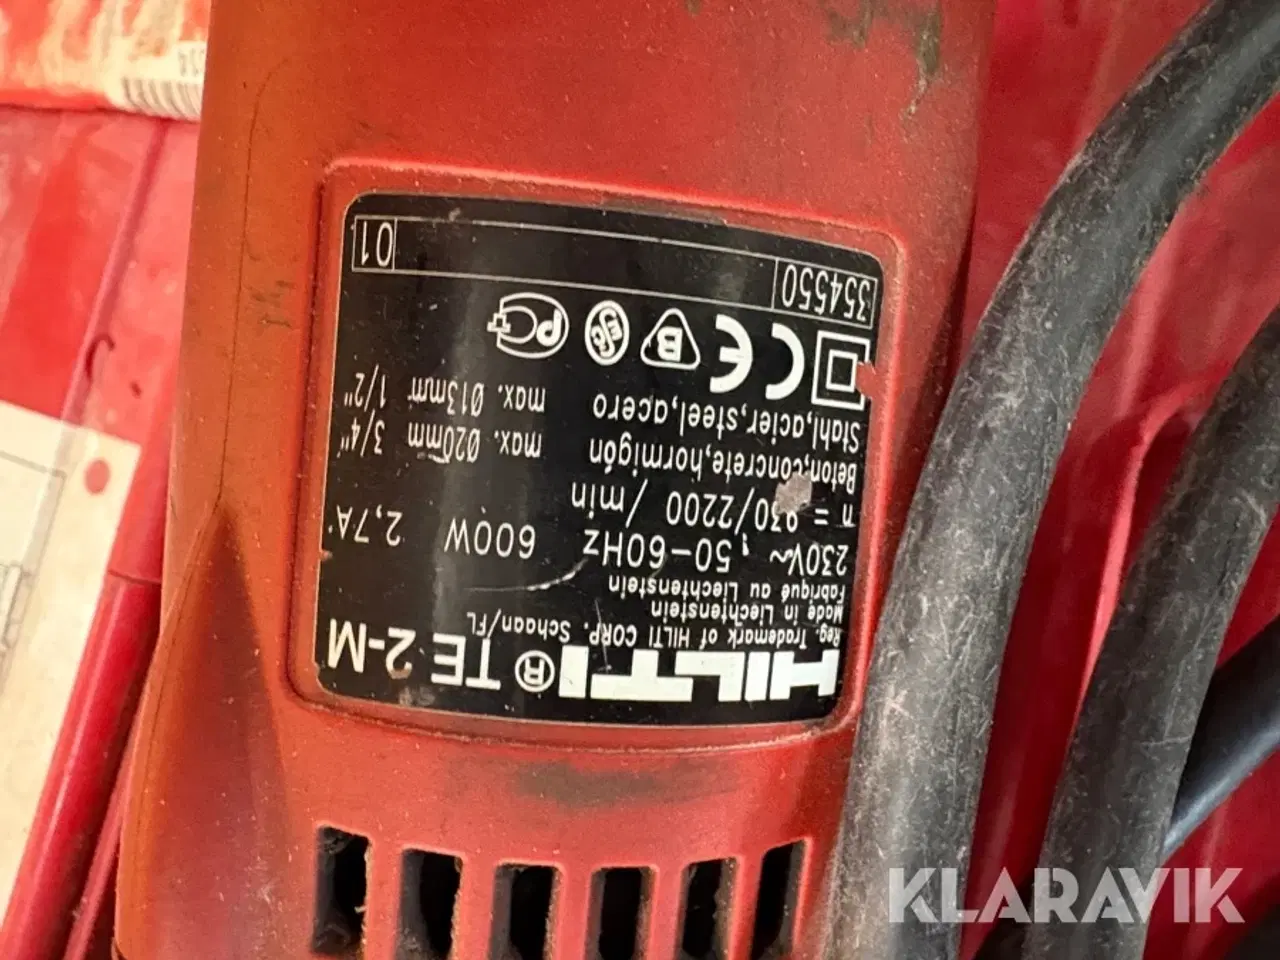 HILTI® TE 2-M
Reg. Trademark of HILTI CORP. Schaan/FL
Made in Liechtenstein
Fabriqué au Liechtenstein
230V~, 50-60Hz 600W 2,7A
n = 930/2200 /min
Beton,concrete,hormigón max. Ø20mm 3/4"
Stahl,acier,steel,acero max. Ø13mm 1/2"
CE B
354550 01
KLARAVIK